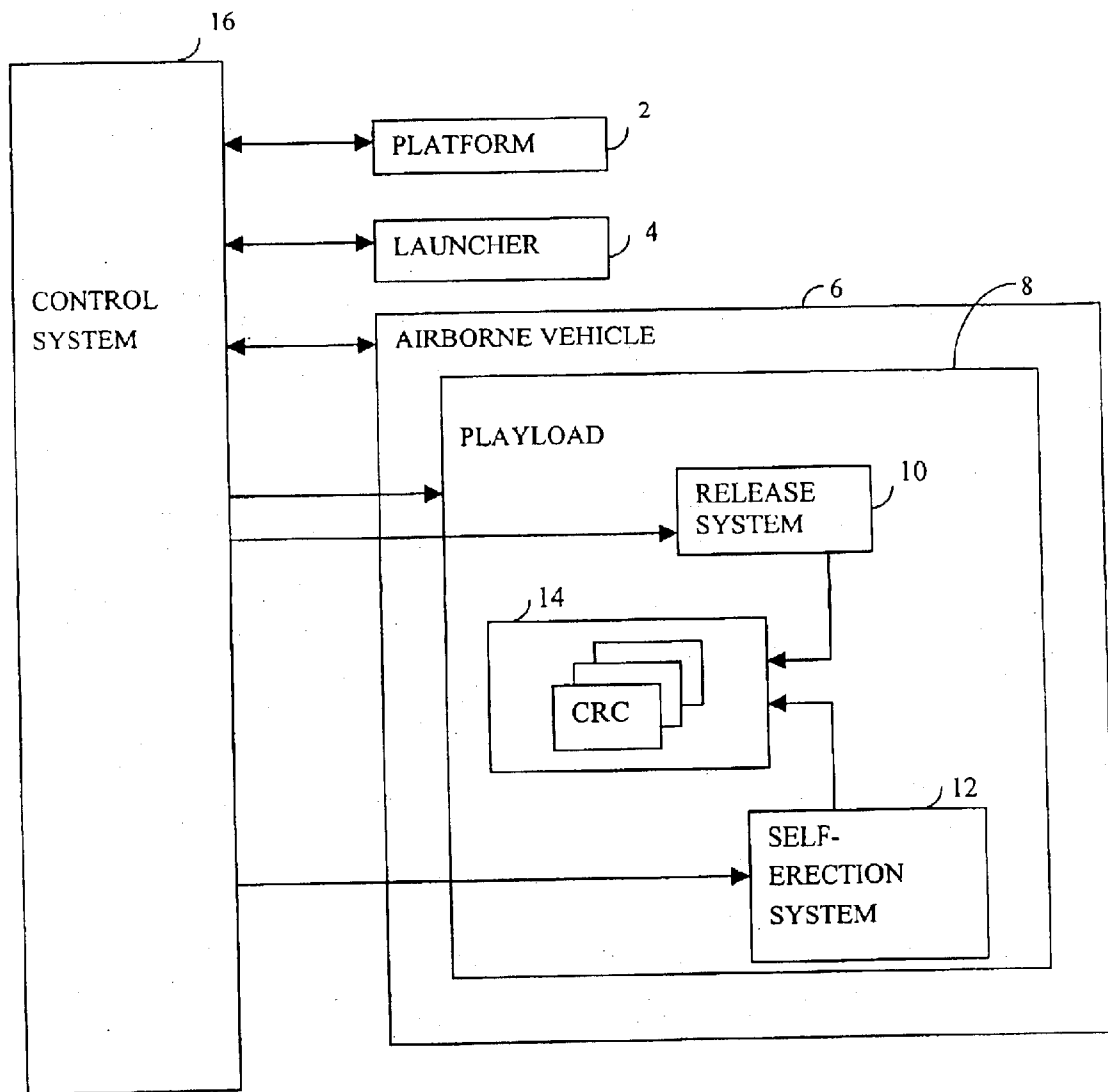 16
PLATFORM
2
LAUNCHER
4
CONTROL
SYSTEM
6
8
AIRBORNE VEHICLE
PLAYLOAD
RELEASE
SYSTEM
10
14
CRC
12
SELF-
ERECTION
SYSTEM